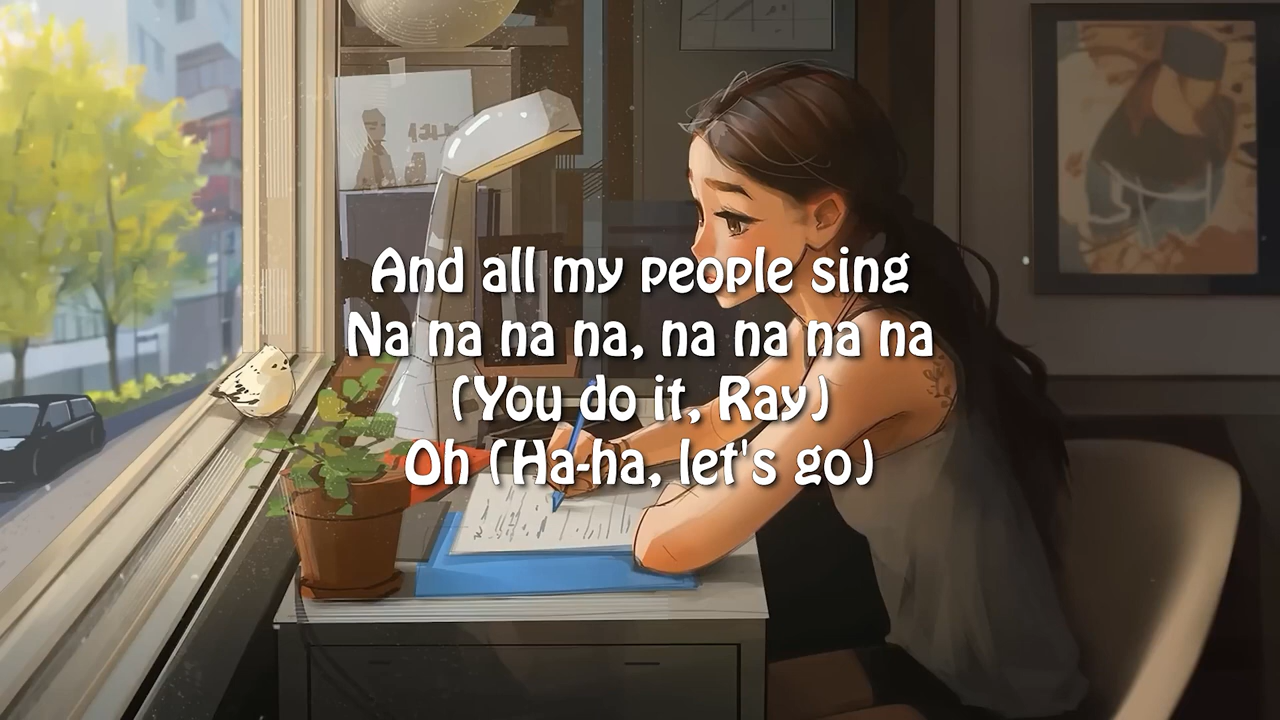 And all my people sing
Na na na na, na na na na
(You do it, Ray)
Oh (Ha-ha, let's go)